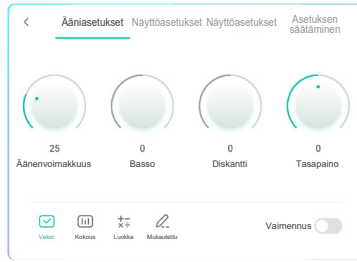 Ääniasetukset Näyttöasetukset Näyttöasetukset Asetuksen
säätäminen
25 0 0 0
Äänenvoimakkuus Basso Diskantti Tasapaino
Vakio Kokous Luokka Mukautettu Vaimennus